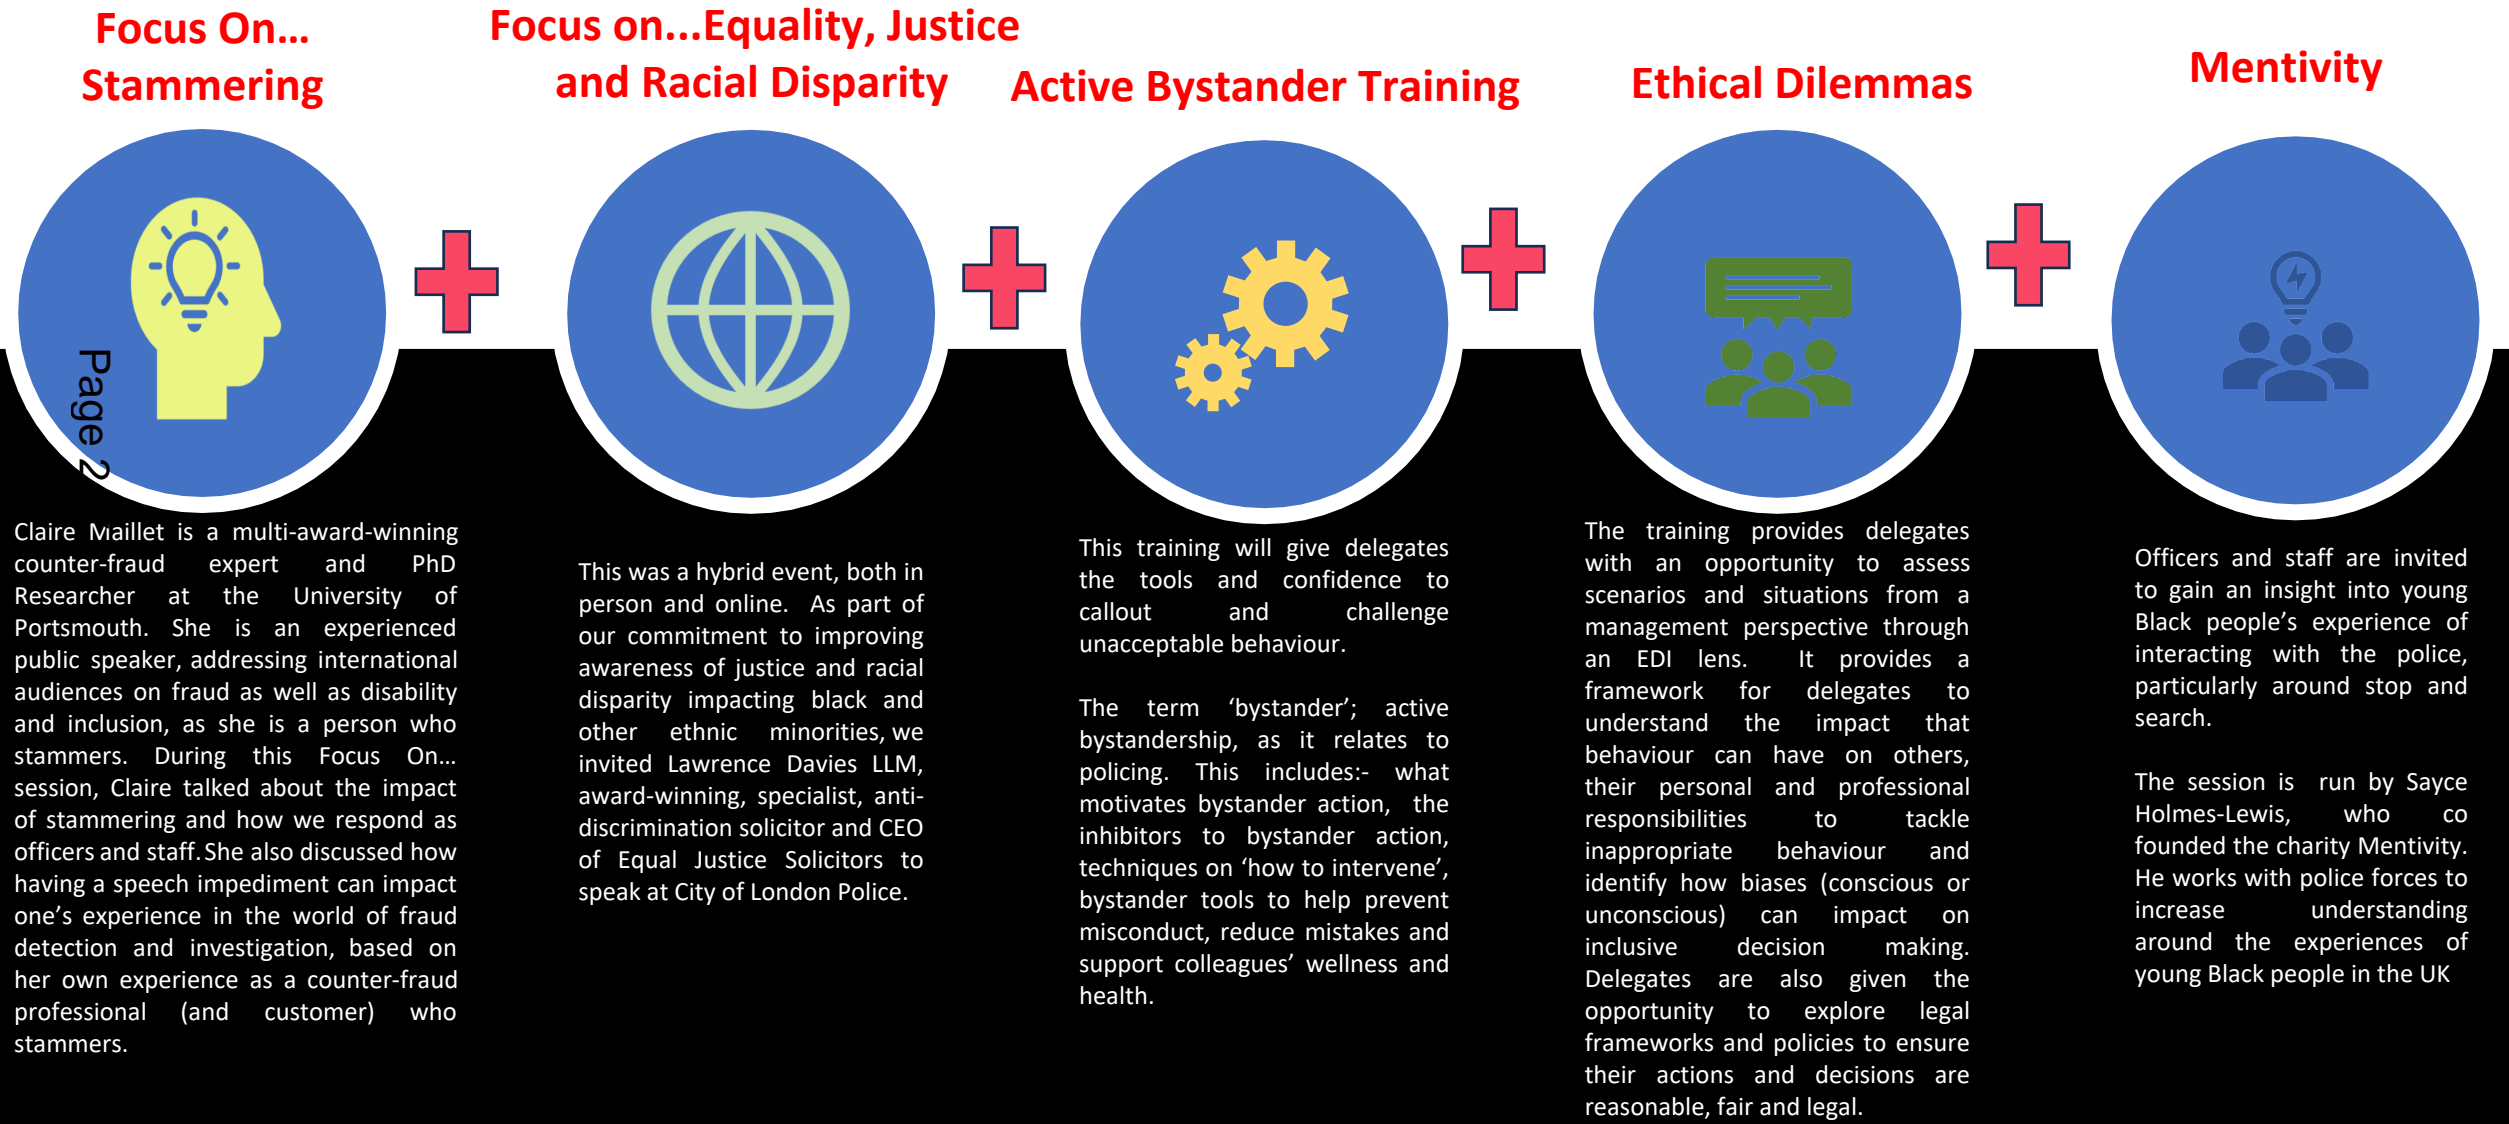 Focus On…
Stammering
Focus on...Equality, Justice
and Racial Disparity
Active Bystander Training
Ethical Dilemmas
Mentivity
Page 2
Claire Maillet is a multi-award-winning
counter-fraud expert and PhD
Researcher at the University of
Portsmouth. She is an experienced
public speaker, addressing international
audiences on fraud as well as disability
and inclusion, as she is a person who
stammers. During this Focus On…
session, Claire talked about the impact
of stammering and how we respond as
officers and staff. She also discussed how
having a speech impediment can impact
one’s experience in the world of fraud
detection and investigation, based on
her own experience as a counter-fraud
professional (and customer) who
stammers.
This was a hybrid event, both in
person and online. As part of
our commitment to improving
awareness of justice and racial
disparity impacting black and
other ethnic minorities, we
invited Lawrence Davies LLM,
award-winning, specialist, anti-
discrimination solicitor and CEO
of Equal Justice Solicitors to
speak at City of London Police.
This training will give delegates
the tools and confidence to
callout and challenge
unacceptable behaviour.
The term ‘bystander’; active
bystandership, as it relates to
policing. This includes:- what
motivates bystander action, the
inhibitors to bystander action,
techniques on ‘how to intervene’,
bystander tools to help prevent
misconduct, reduce mistakes and
support colleagues’ wellness and
health.
The training provides delegates
with an opportunity to assess
scenarios and situations from a
management perspective through
an EDI lens. It provides a
framework for delegates to
understand the impact that
behaviour can have on others,
their personal and professional
responsibilities to tackle
inappropriate behaviour and
identify how biases (conscious or
unconscious) can impact on
inclusive decision making.
Delegates are also given the
opportunity to explore legal
frameworks and policies to ensure
their actions and decisions are
reasonable, fair and legal.
Officers and staff are invited
to gain an insight into young
Black people’s experience of
interacting with the police,
particularly around stop and
search.
The session is run by Sayce
Holmes-Lewis, who co
founded the charity Mentivity.
He works with police forces to
increase understanding
around the experiences of
young Black people in the UK